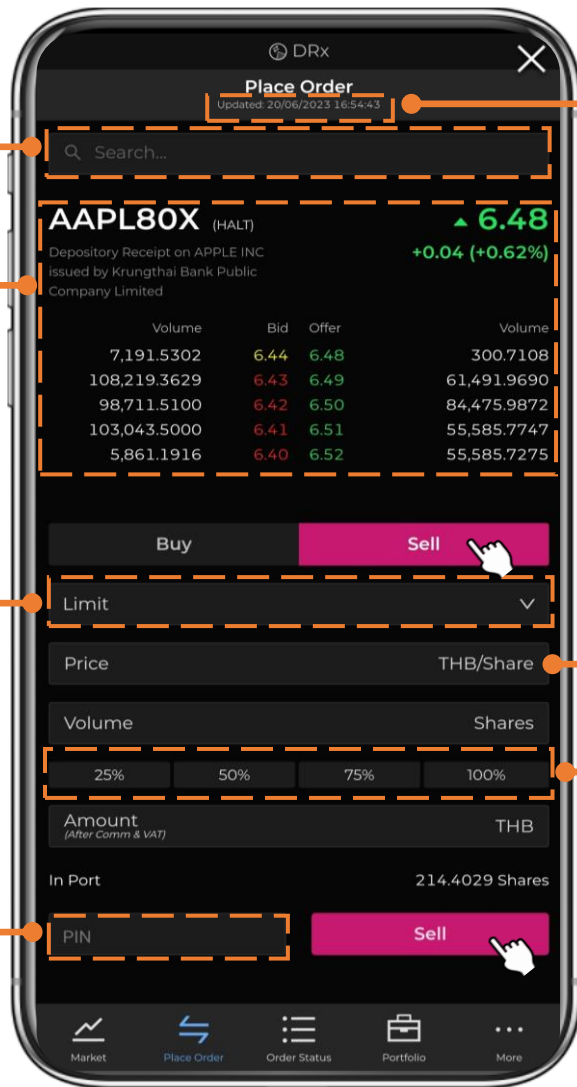 DRx
Place Order
Updated: 20/06/2023 16:54:43
Search...
AAPL80X (HALT) 6.48
Depository Receipt on APPLE INC +0.04 (+0.62%)
issued by Krungthai Bank Public
Company Limited
Volume Bid Offer Volume
7,191.5302 6.44 6.48 300.7108
108,219.3629 6.43 6.49 61,491.9690
98,711.5100 6.42 6.50 84,475.9872
103,043.5000 6.41 6.51 55,585.7747
5,861.1916 6.40 6.52 55,585.7275
Buy Sell
Limit
Price THB/Share
Volume Shares
25% 50% 75% 100%
Amount THB
(After Comm & VAT)
In Port 214.4029 Shares
PIN Sell
Market Place Order Order Status Portfolio More